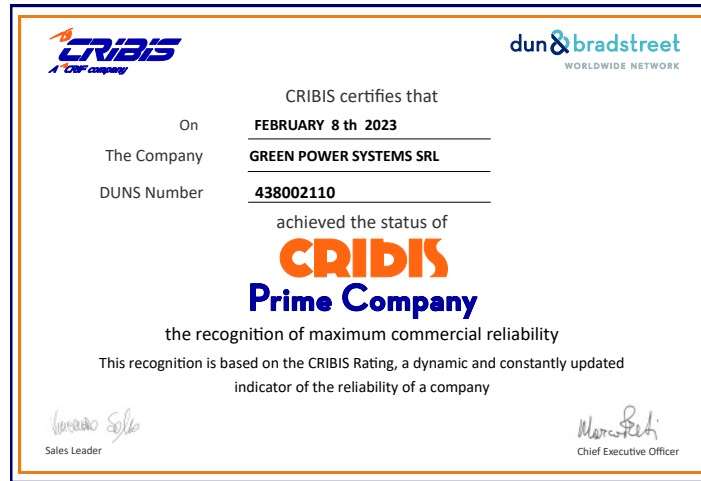 CRIBIS
A CRIF company
dun & bradstreet
WORLDWIDE NETWORK
CRIBIS certifies that
On FEBRUARY 8 th 2023
The Company GREEN POWER SYSTEMS SRL
DUNS Number 438002110
achieved the status of
CRIBIS
Prime Company
the recognition of maximum commercial reliability
This recognition is based on the CRIBIS Rating, a dynamic and constantly updated
indicator of the reliability of a company
Sales Leader
Chief Executive Officer